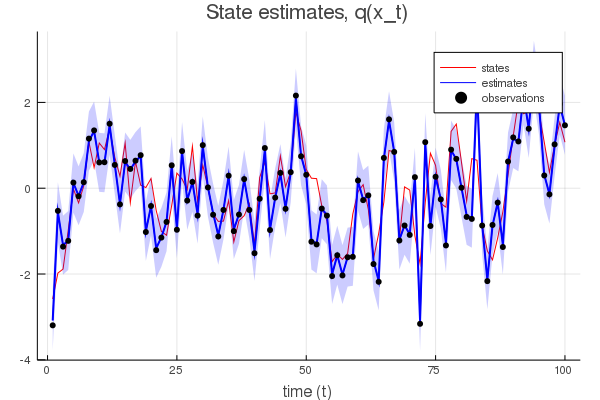 State estimates, q(x_t)
states
estimates
observations
2
0
-2
-4
0
25
50
75
100
time (t)